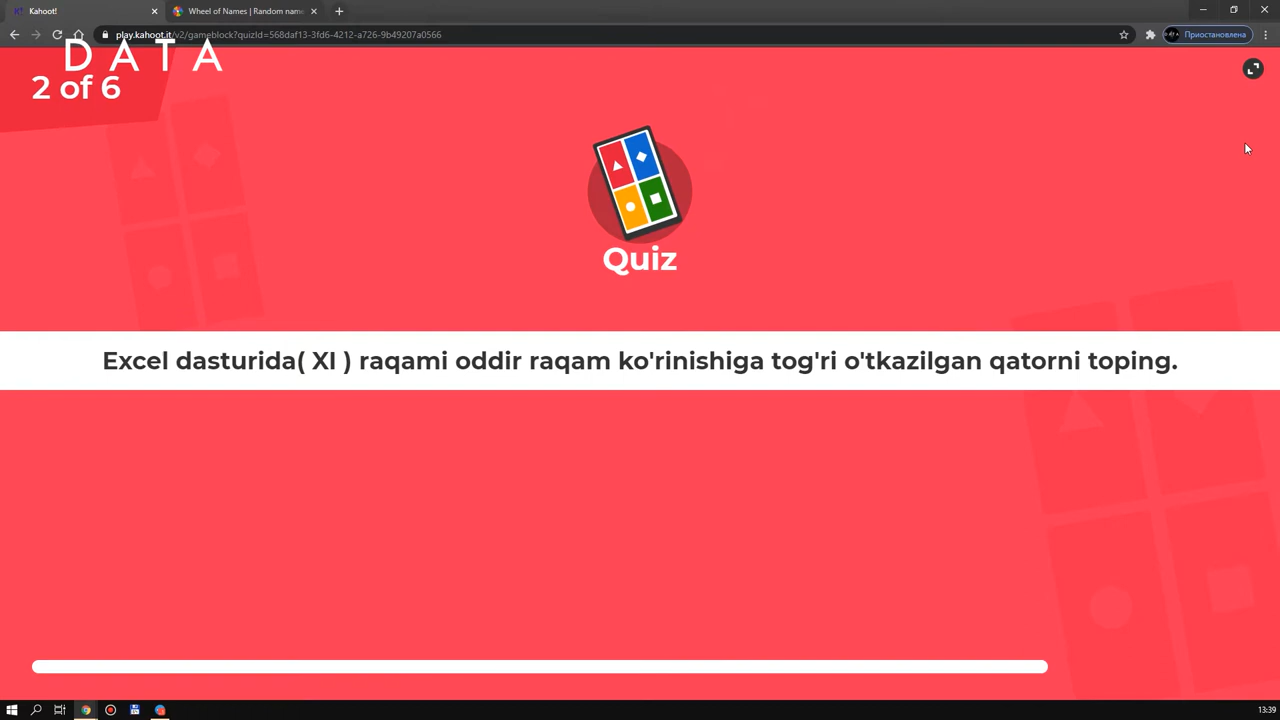 Kahoot!
Wheel of Names | Random name
play.kahoot.it/v2/gameblock?quizId=568daf13-3fd6-4212-a726-9b49207a0566
Приостановлена
DATA
2 of 6
Quiz
Excel dasturida( XI ) raqami oddir raqam ko'rinishiga tog'ri o'tkazilgan qatorni toping.
13:39